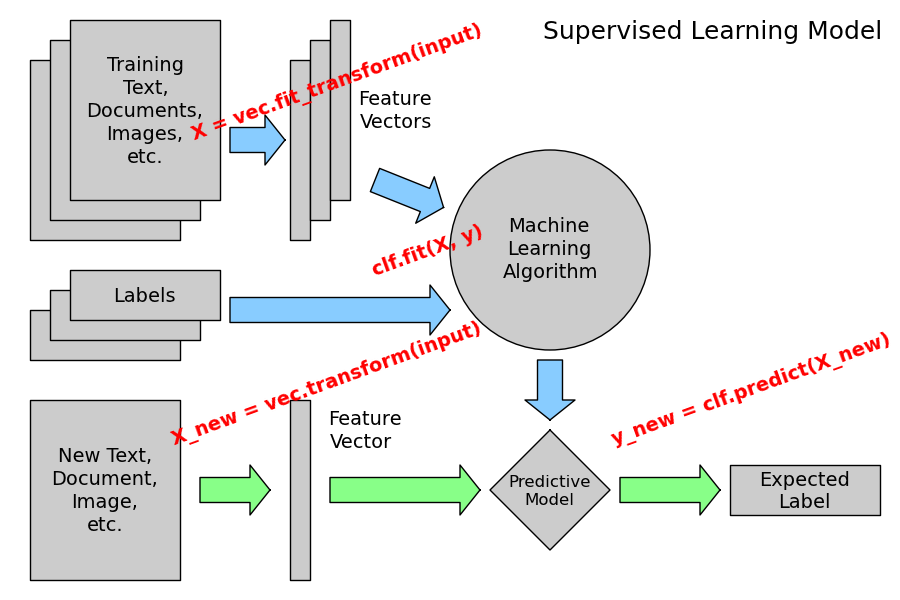 Supervised Learning Model
Training
Text,
Documents,
Images,
etc.
X = vec.fit_transform(input)
Feature
Vectors
Machine
Learning
Algorithm
clf.fit(X, y)
Labels
X_new = vec.transform(input)
y_new = clf.predict(X_new)
New Text,
Document,
Image,
etc.
Feature
Vector
Predictive
Model
Expected
Label